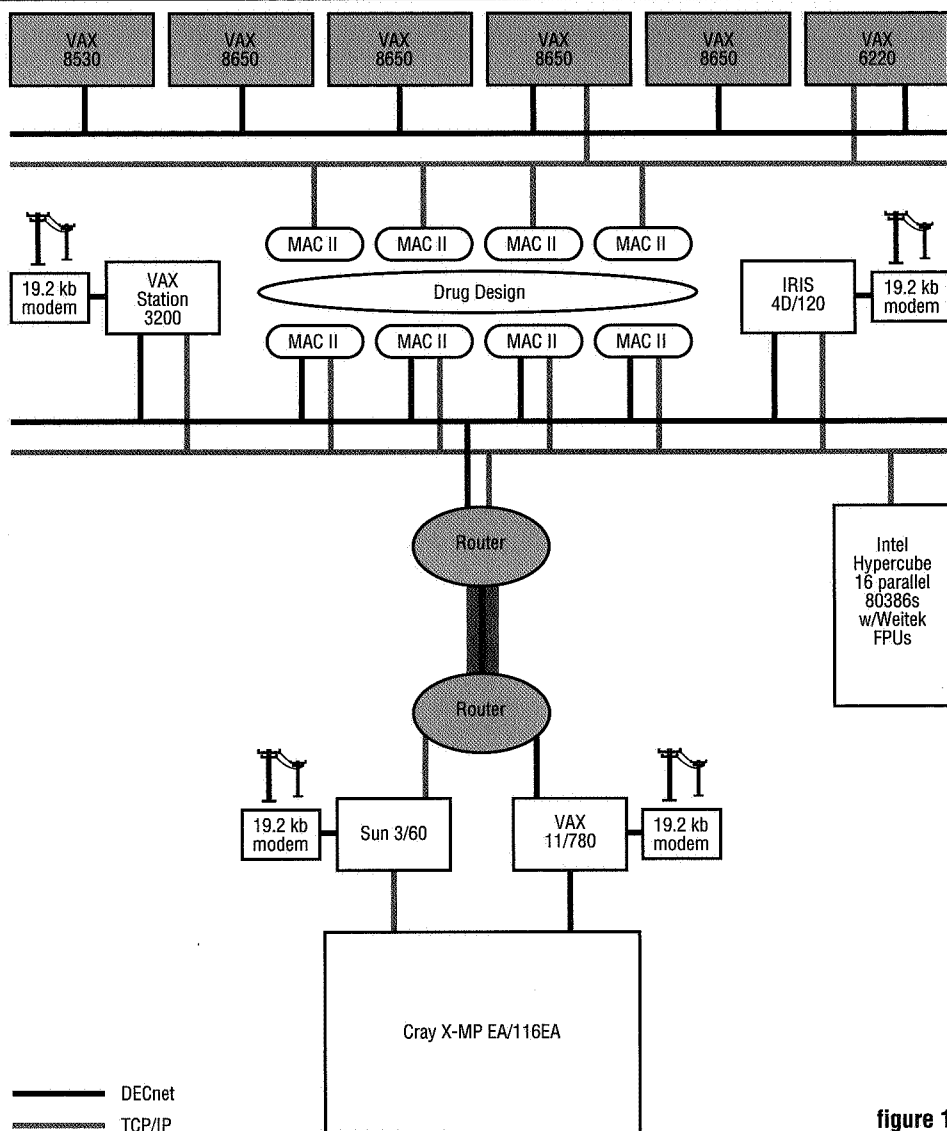 VAX
8530
VAX
8650
VAX
8650
VAX
8650
VAX
8650
VAX
6220
MAC II
MAC II
MAC II
MAC II
19.2 kb
modem
VAX
Station
3200
Drug Design
IRIS
4D/120
19.2 kb
modem
MAC II
MAC II
MAC II
MAC II
Router
Intel
Hypercube
16 parallel
80386s
w/Weitek
FPUs
Router
19.2 kb
modem
Sun 3/60
VAX
11/780
19.2 kb
modem
Cray X-MP EA/116EA
DECnet
TCP/IP
figure 1